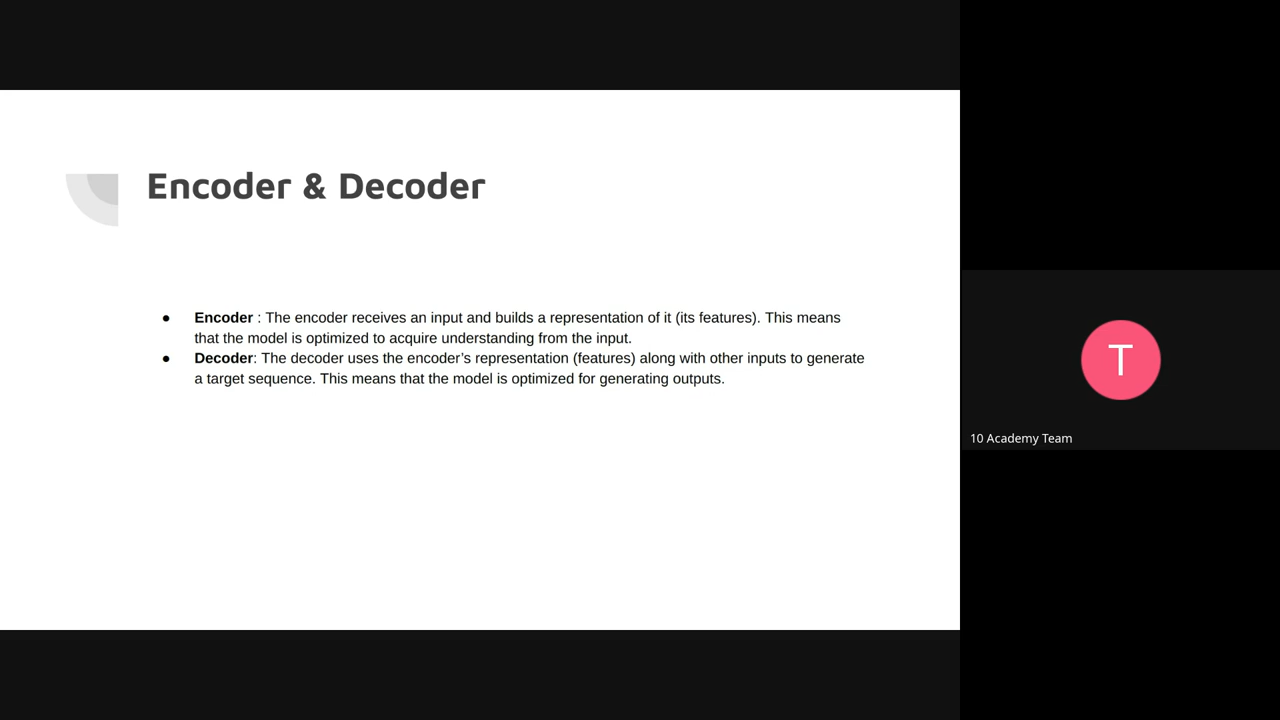 Encoder & Decoder
● Encoder : The encoder receives an input and builds a representation of it (its features). This means
that the model is optimized to acquire understanding from the input.
● Decoder: The decoder uses the encoder’s representation (features) along with other inputs to generate
a target sequence. This means that the model is optimized for generating outputs.
T
10 Academy Team